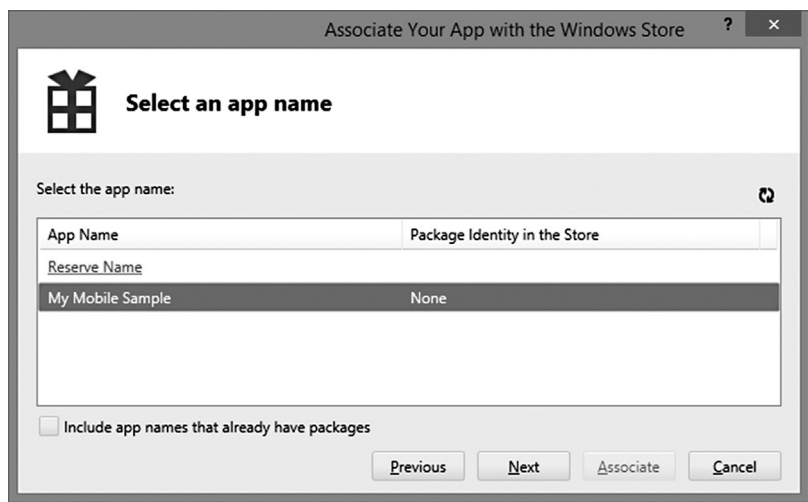 Associate Your App with the Windows Store ? ×
Select an app name
Select the app name:
App Name Package Identity in the Store
Reserve Name
My Mobile Sample None
Include app names that already have packages
Previous Next Associate Cancel